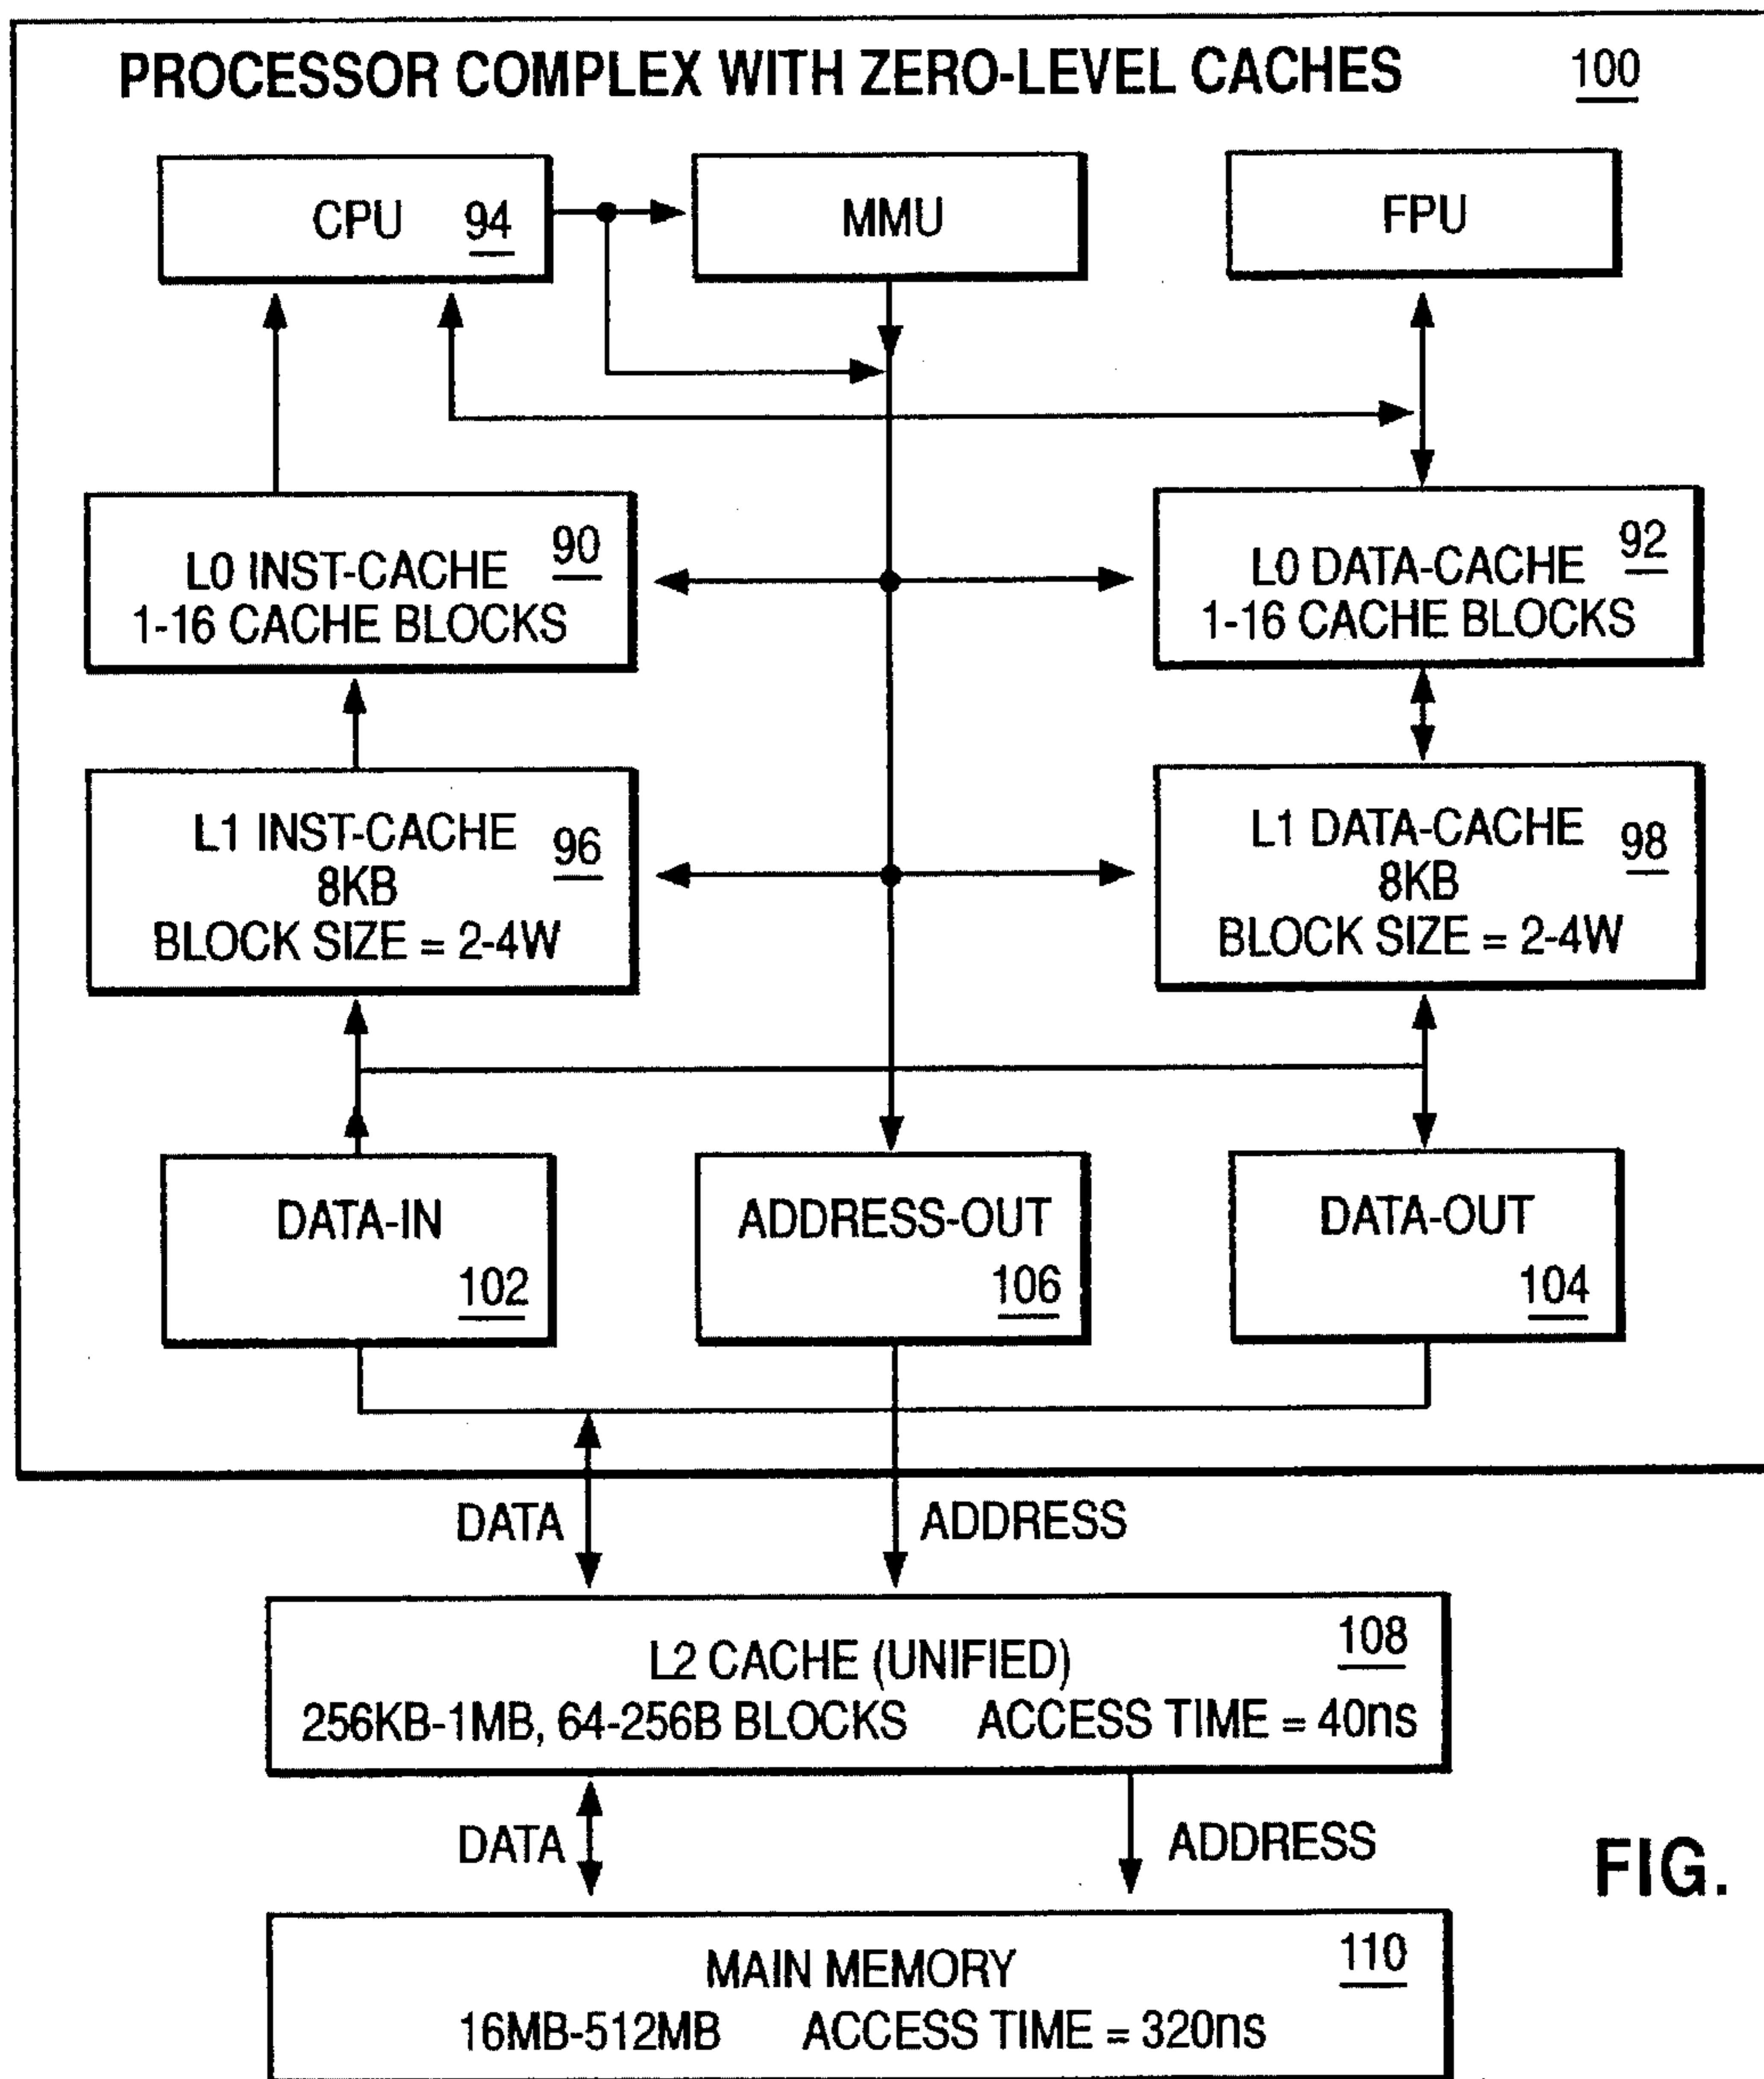 PROCESSOR COMPLEX WITH ZERO-LEVEL CACHES 100
CPU 94
MMU
FPU
L0 INST-CACHE 90
1-16 CACHE BLOCKS
L0 DATA-CACHE 92
1-16 CACHE BLOCKS
L1 INST-CACHE 96
8KB
BLOCK SIZE = 2-4W
L1 DATA-CACHE 98
8KB
BLOCK SIZE = 2-4W
DATA-IN
102
ADDRESS-OUT
106
DATA-OUT
104
DATA
ADDRESS
L2 CACHE (UNIFIED) 108
256KB-1MB, 64-256B BLOCKS ACCESS TIME = 40ns
DATA
ADDRESS
FIG.
MAIN MEMORY 110
16MB-512MB ACCESS TIME = 320ns